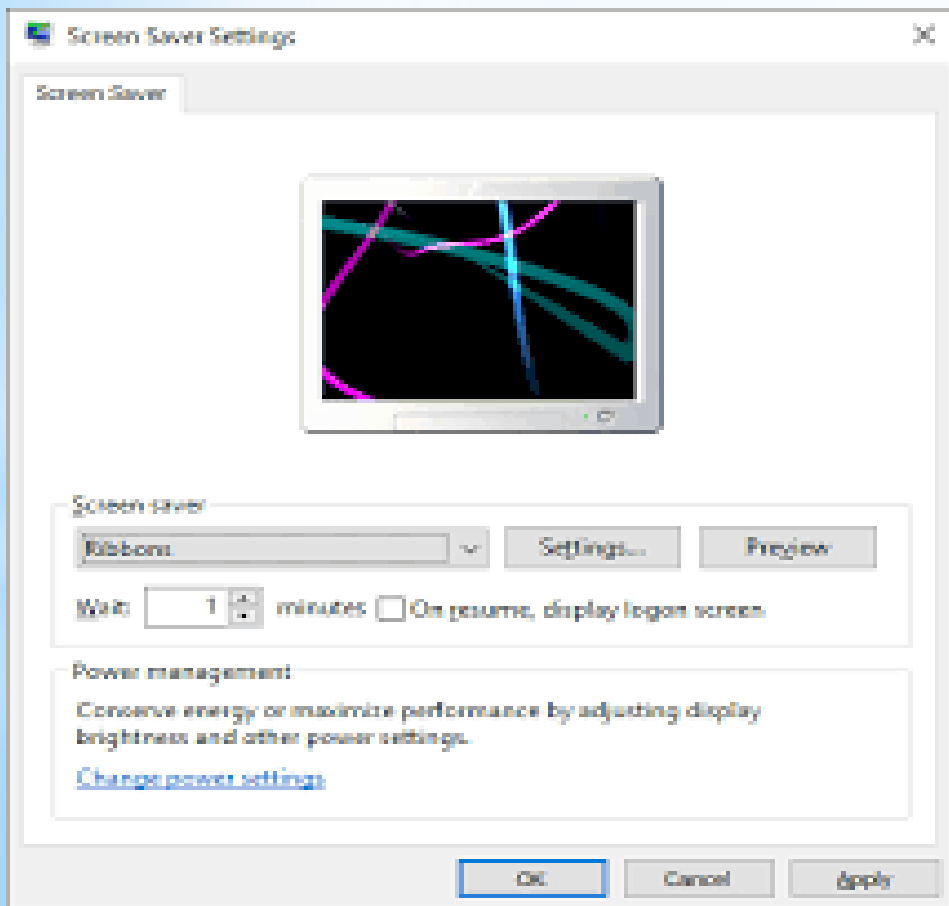 Screen Saver Settings
Screen Saver
Screen saver
Ribbons
Settings...
Preview
Wait:
1
minutes
On resume, display logon screen
Power management
Conserve energy or maximize performance by adjusting display
brightness and other power settings.
Change power settings
OK
Cancel
Apply